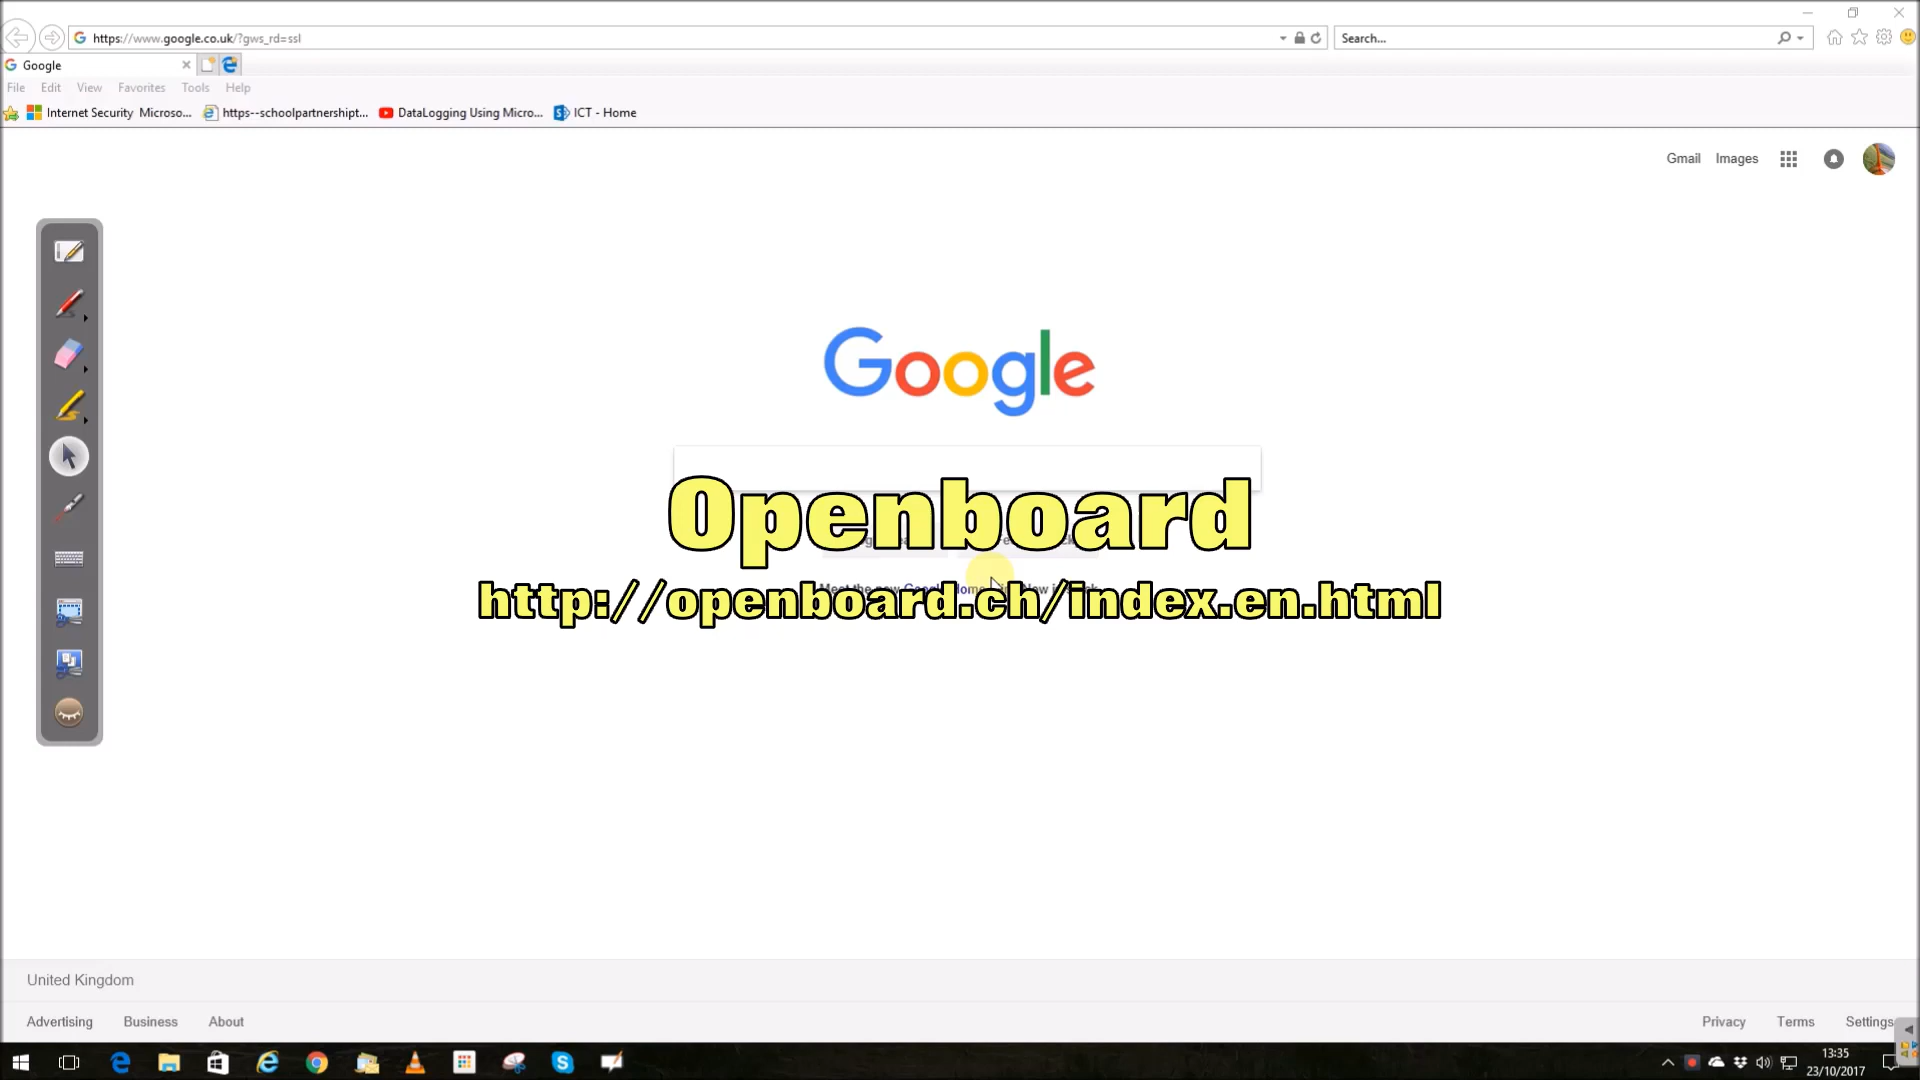 https://www.google.co.uk/?gws_rd=ssl
Search...
Google
File Edit View Favorites Tools Help
Internet Security Microso... https--schoolpartnershipt... DataLogging Using Micro... ICT - Home
Gmail Images
Google
Openboard
http://openboard.ch/index.en.html
United Kingdom
Advertising Business About
Privacy Terms Settings
13:35
23/10/2017